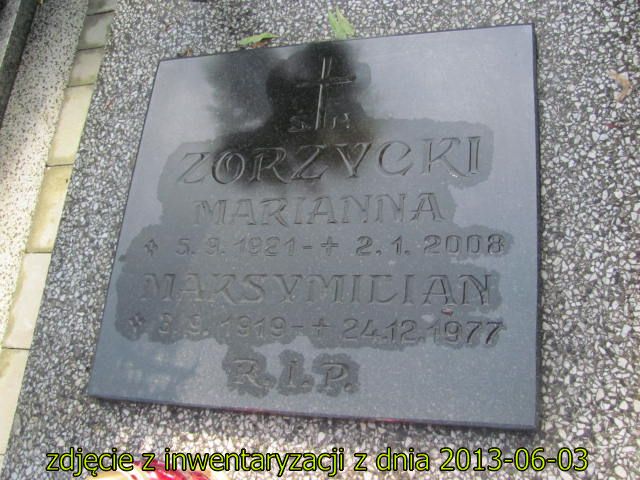 Ś.P.
ZORZYCKI
MARIANNA
* 5.9.1921 - + 2.1.2008
MAKSYMILIAN
* 3.9.1919 - + 24.12.1977
R.I.P.
zdjęcie z inwentaryzacji z dnia 2013-06-03